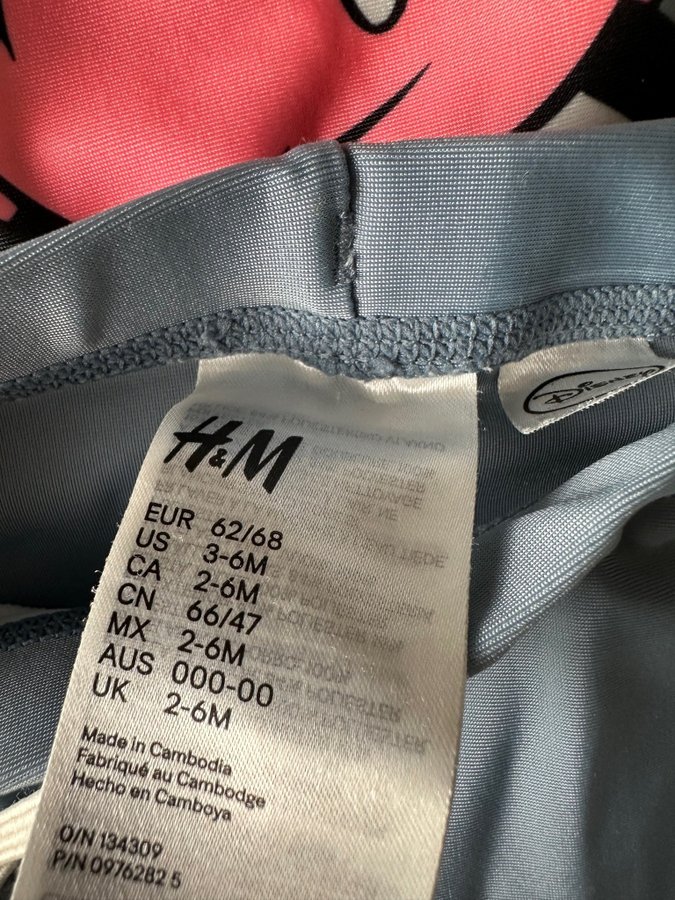 H&M
Disney
EUR 62/68
US 3-6M
CA 2-6M
CN 66/47
MX 2-6M
AUS 000-00
UK 2-6M
Made in Cambodia
Fabriqué au Cambodge
Hecho en Camboya
O/N 134309
P/N 0976282 5